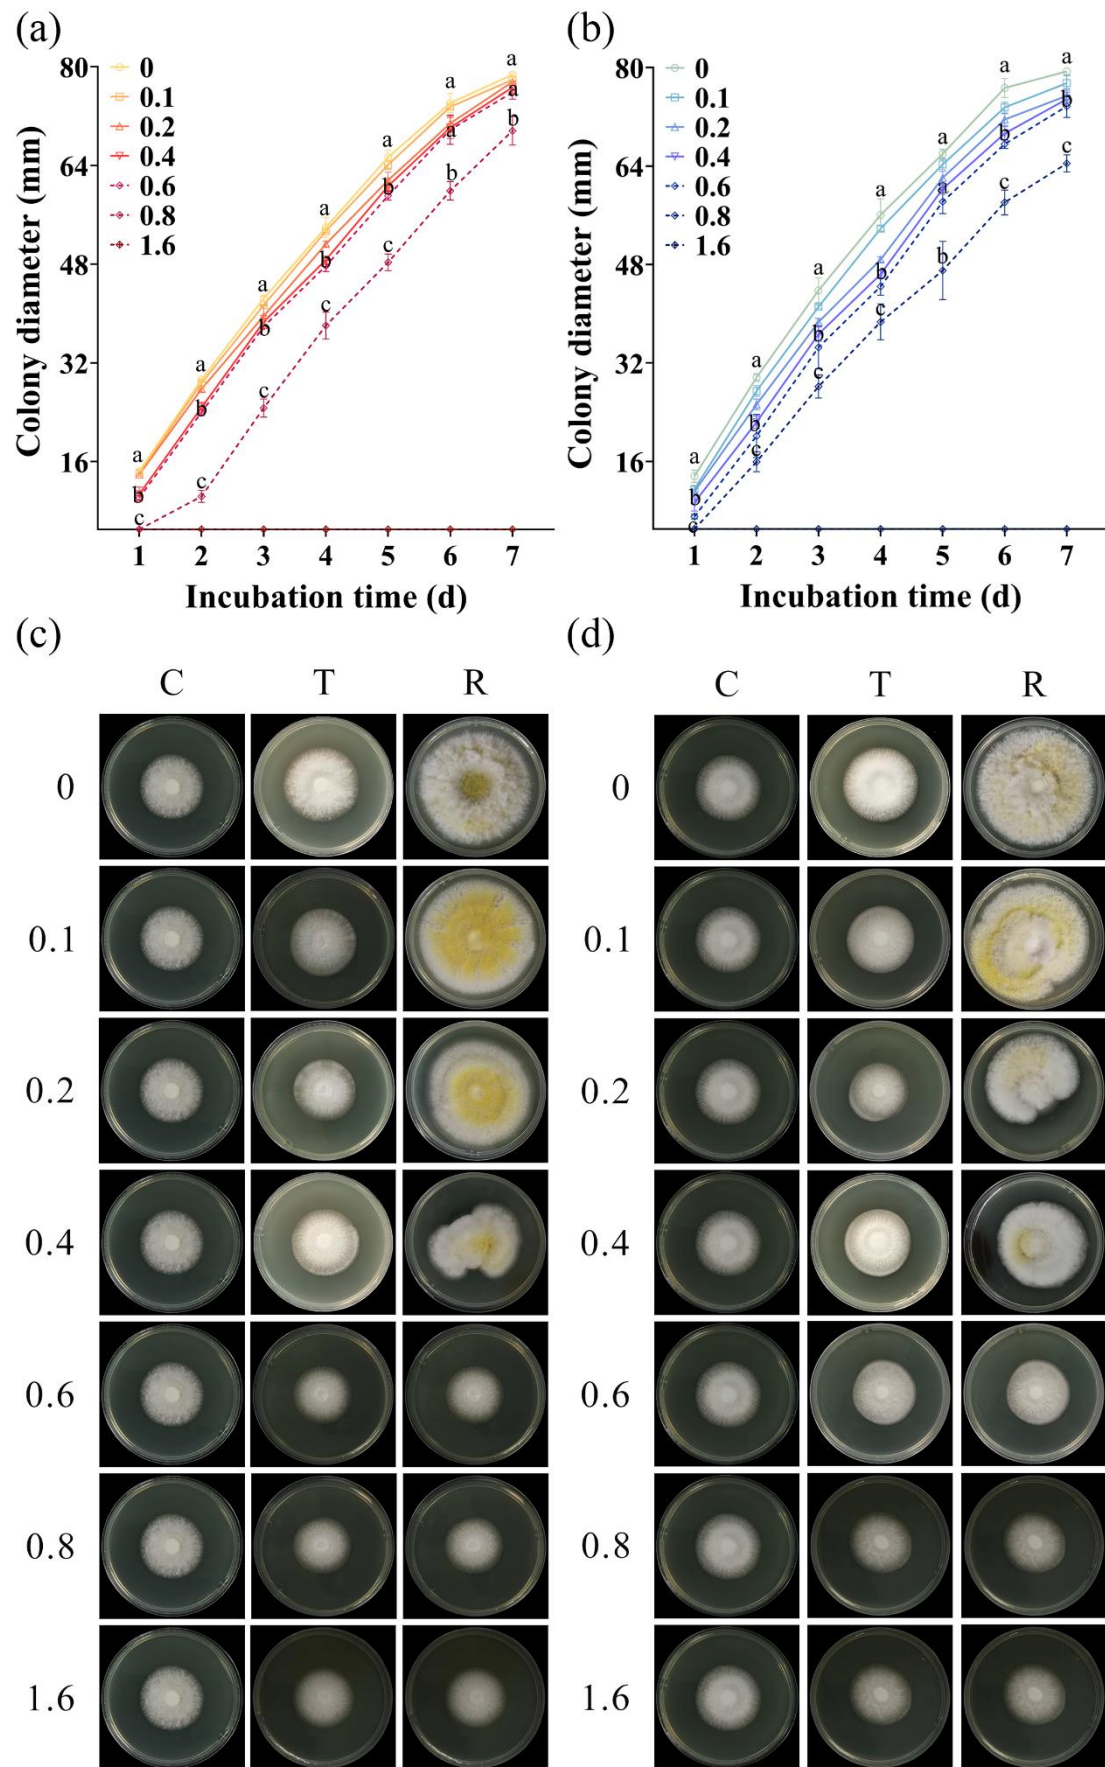 (a)
80
64
48
32
16
Colony diameter (mm)
0
0.1
0.2
0.4
0.6
0.8
1.6
a
a
a
a
a
a
a
a
a
b
b
b
b
b
b
b
c
c
c
c
c
1 2 3 4 5 6 7
Incubation time (d)
(b)
80
64
48
32
16
Colony diameter (mm)
0
0.1
0.2
0.4
0.6
0.8
1.6
a
a
a
a
a
a
a
a
b
b
b
b
b
b
b
c
c
c
c
c
c
1 2 3 4 5 6 7
Incubation time (d)
(c)
C T R
0
0.1
0.2
0.4
0.6
0.8
1.6
(d)
C T R
0
0.1
0.2
0.4
0.6
0.8
1.6